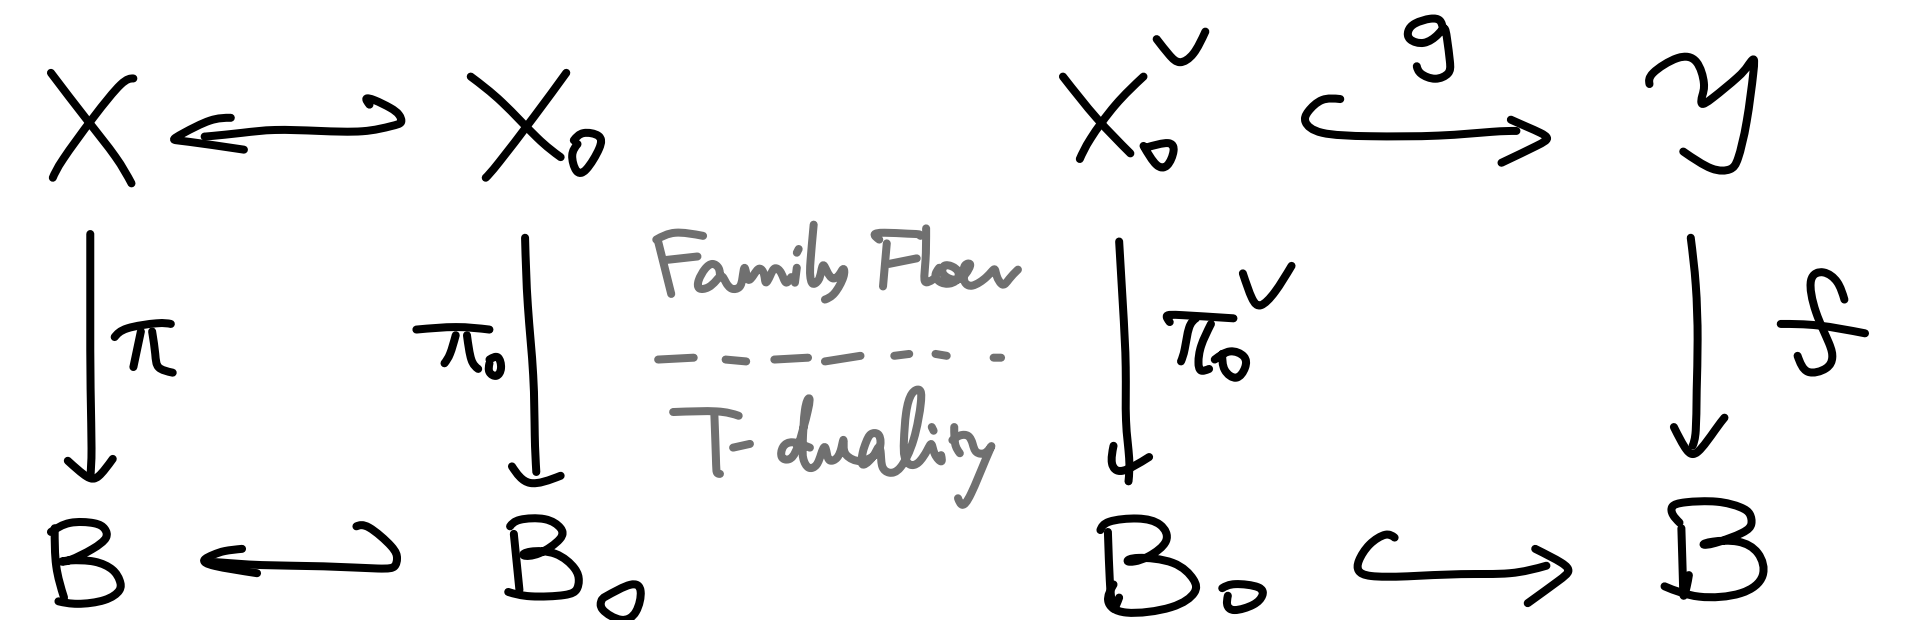 X ↩ X₀ X₀^∨ g ↪ Y
Family Floer
π π₀ π₀^∨ f
T-duality
B ↩ B₀ B₀ ↪ B